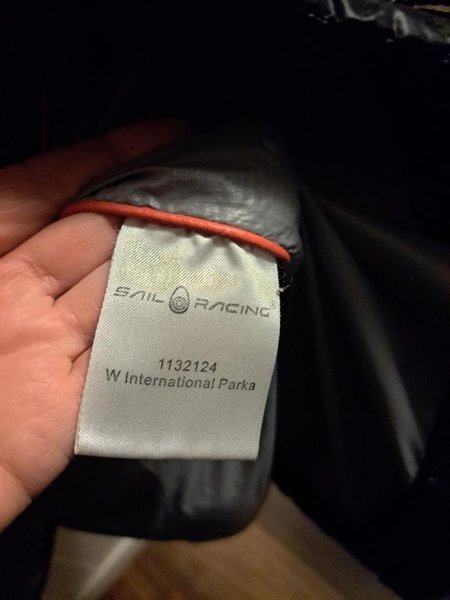 SAIL RACING®
1132124
W International Parka